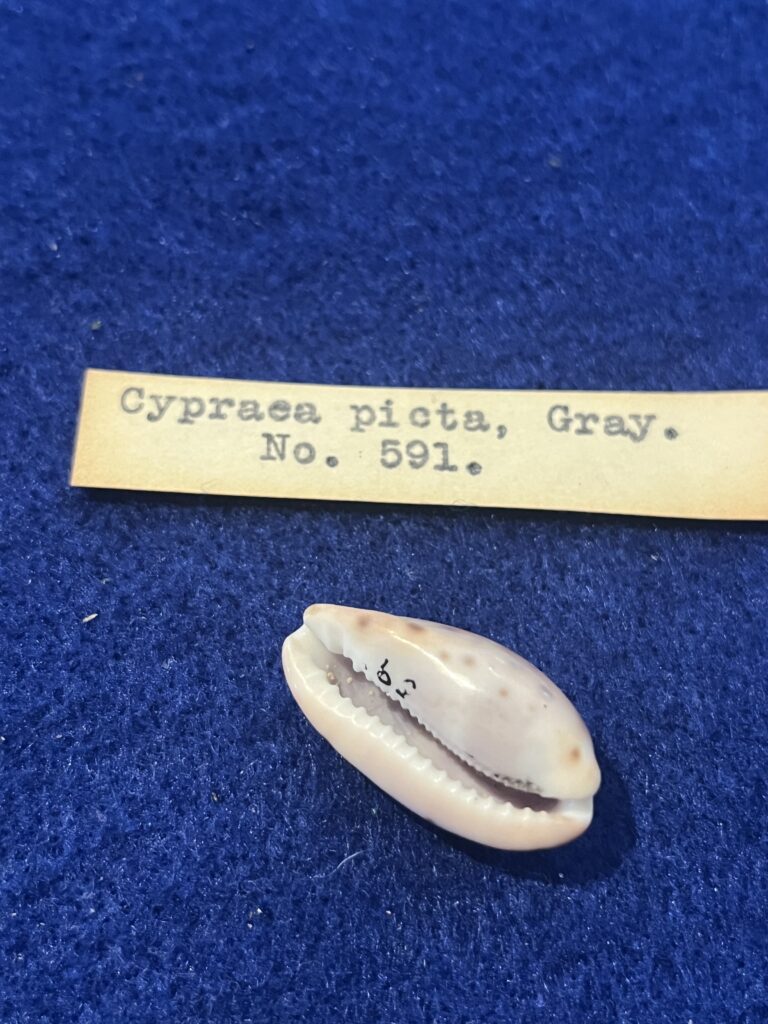 Cypraea picta, Gray.
No. 591.